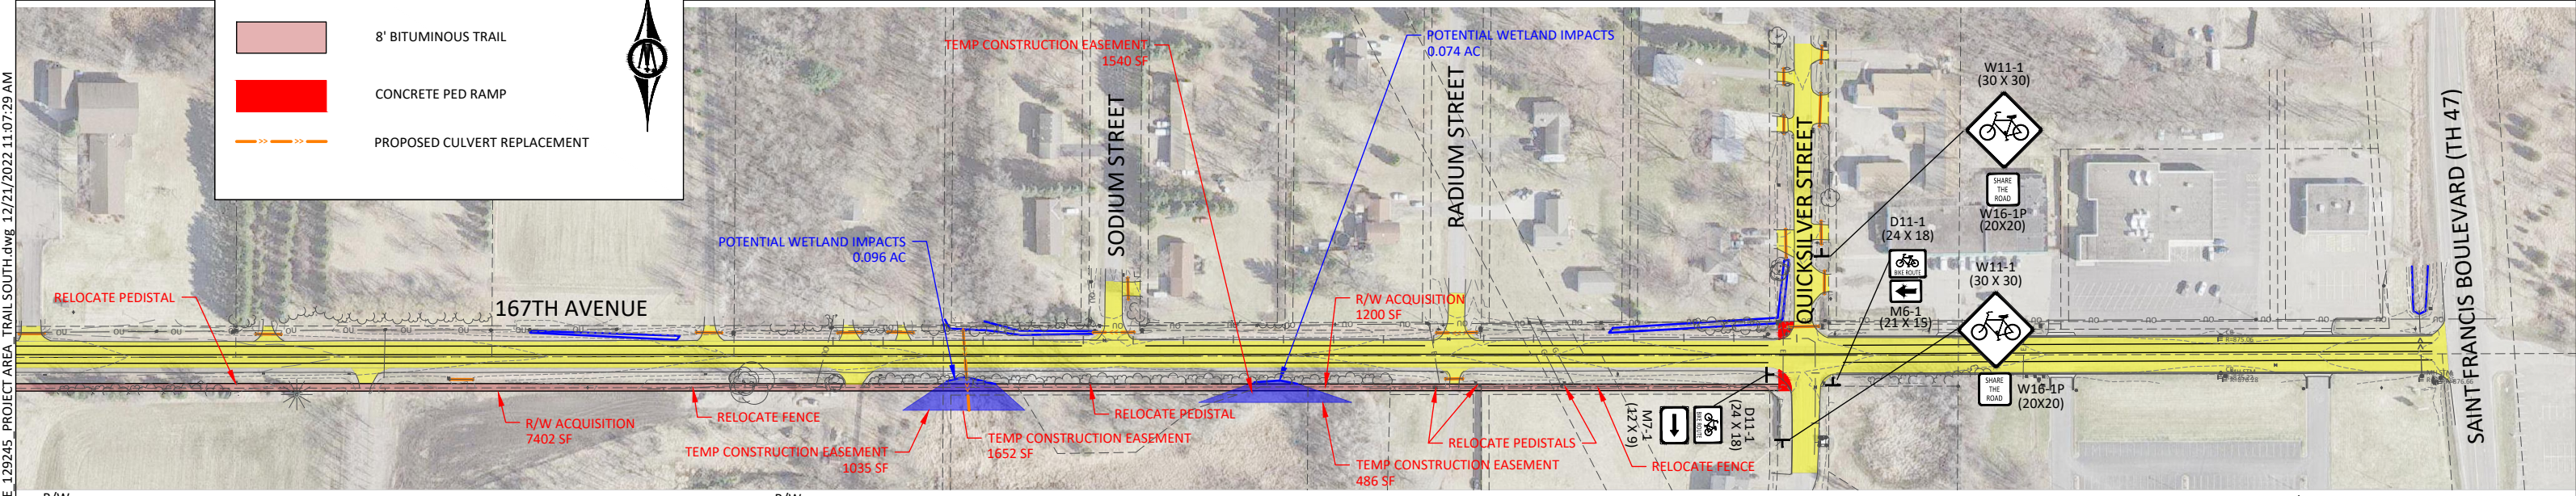 8' BITUMINOUS TRAIL
CONCRETE PED RAMP
PROPOSED CULVERT REPLACEMENT
TEMP CONSTRUCTION EASEMENT
1540 SF
POTENTIAL WETLAND IMPACTS
0.074 AC
POTENTIAL WETLAND IMPACTS
0.096 AC
SODIUM STREET
RADIUM STREET
QUICKSILVER STREET
SAINT FRANCIS BOULEVARD (TH 47)
W11-1
(30 X 30)
SHARE
THE
ROAD
W16-1P
(20X20)
D11-1
(24 X 18)
BIKE ROUTE
M6-1
(21 X 15)
W11-1
(30 X 30)
SHARE
THE
ROAD
W16-1P
(20X20)
RELOCATE PEDISTAL
167TH AVENUE
R/W ACQUISITION
1200 SF
R/W ACQUISITION
7402 SF
RELOCATE FENCE
TEMP CONSTRUCTION EASEMENT
1035 SF
TEMP CONSTRUCTION EASEMENT
1652 SF
RELOCATE PEDISTAL
TEMP CONSTRUCTION EASEMENT
486 SF
RELOCATE PEDISTALS
RELOCATE FENCE
M7-1
(12 X 9)
BIKE ROUTE
D11-1
(24 X 18)
E_129245_PROJECT AREA_TRAIL SOUTH.dwg 12/21/2022 11:07:29 AM